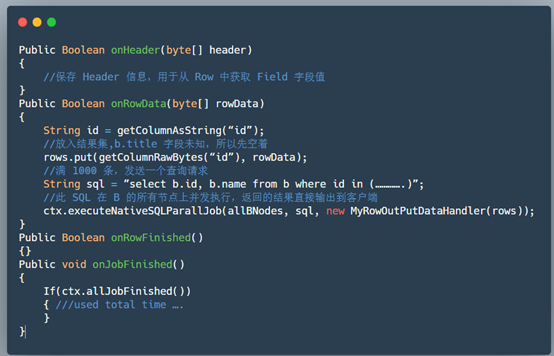 Public Boolean onHeader(byte[] header)
{
//保存 Header 信息，用于从 Row 中获取 Field 字段值
}
Public Boolean onRowData(byte[] rowData)
{
String id = getColumnAsString(“id”);
//放入结果集,b.title 字段未知，所以先空着
rows.put(getColumnRawBytes(“id”), rowData);
//满 1000 条，发送一个查询请求
String sql = ”select b.id, b.name from b where id in (………….)”;
//此 SQL 在 B 的所有节点上并发执行，返回的结果直接输出到客户端
ctx.executeNativeSQLParallJob(allBNodes, sql, new MyRowOutPutDataHandler(rows));
}
Public Boolean onRowFinished()
{}
Public void onJobFinished()
{
If(ctx.allJobFinished())
{ ///used total time ….
}
}